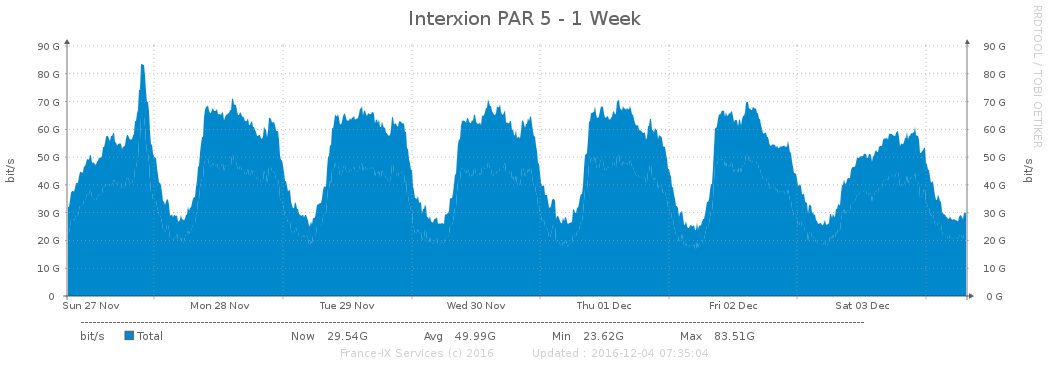 Interxion PAR 5 - 1 Week
RRDTOOL / TOBI OETIKER
bit/s
90 G 90 G
80 G 80 G
70 G 70 G
60 G 60 G
50 G 50 G
40 G 40 G
30 G 30 G
20 G 20 G
10 G 10 G
0 0 G
bit/s
Sun 27 Nov Mon 28 Nov Tue 29 Nov Wed 30 Nov Thu 01 Dec Fri 02 Dec Sat 03 Dec
bit/s Total Now 29.54G Avg 49.99G Min 23.62G Max 83.51G
France-IX Services (c) 2016 Updated : 2016-12-04 07:35:04